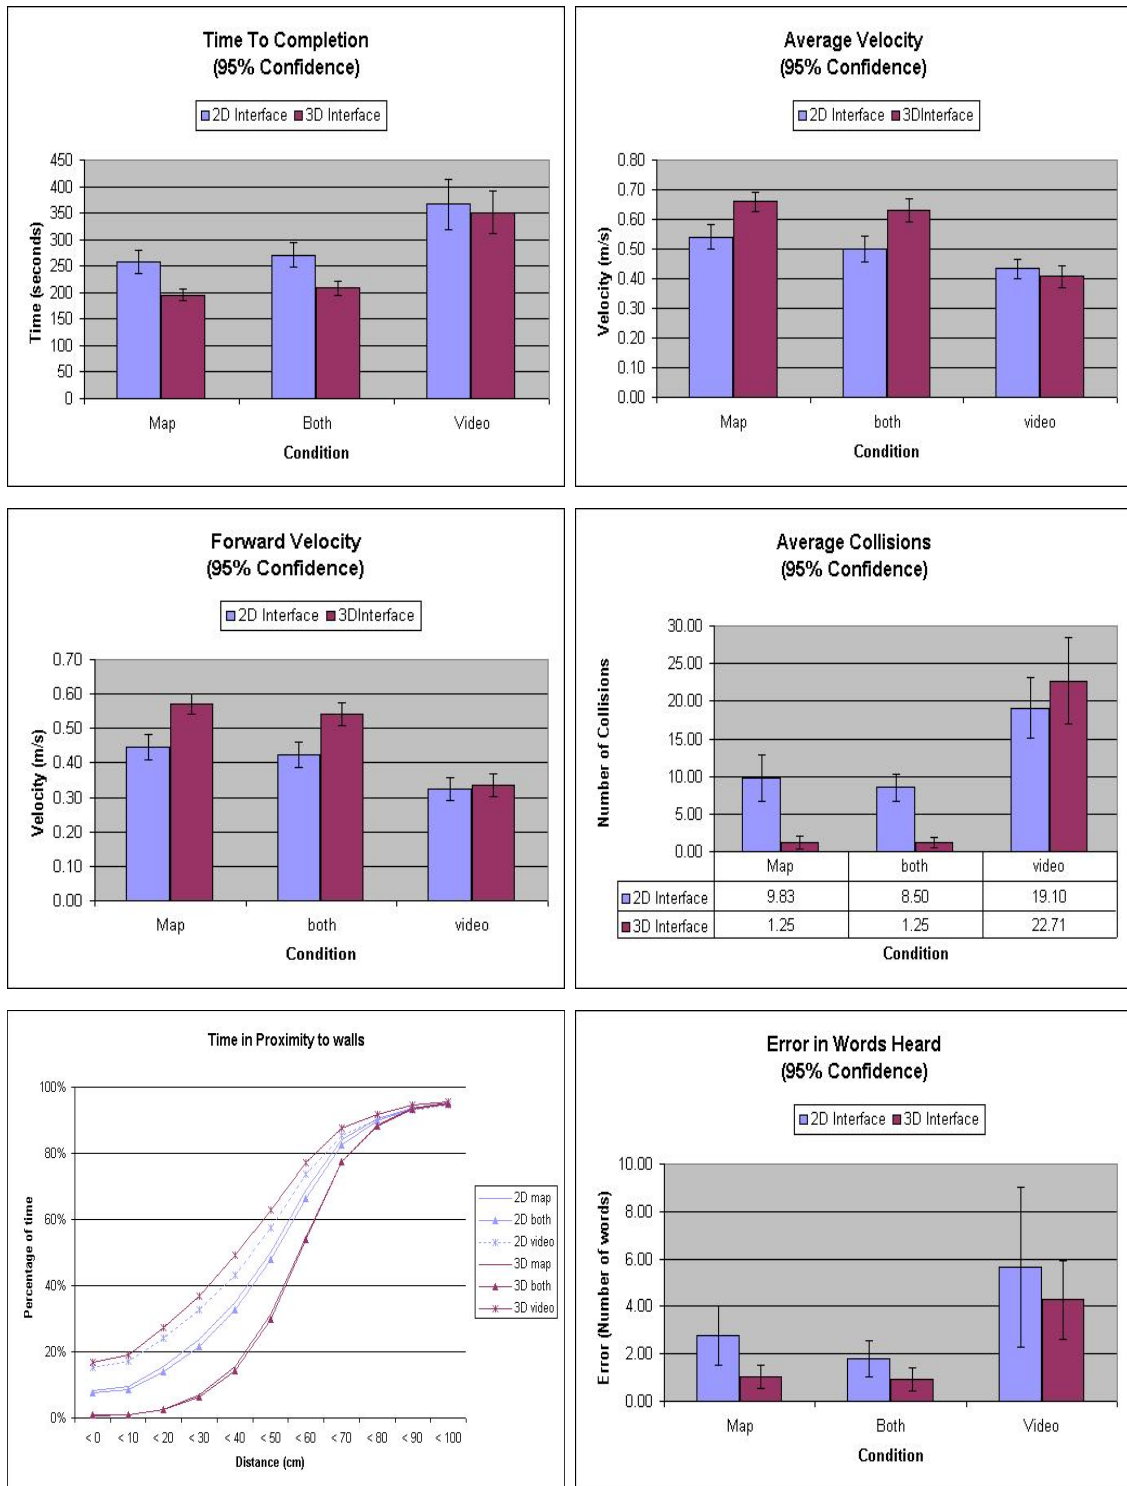 Time To Completion
(95% Confidence)
2D Interface 3D Interface
450
400
350
300
250
200
150
100
50
0
Time (seconds)
Map Both Video
Condition
Average Velocity
(95% Confidence)
2D Interface 3DInterface
0.80
0.70
0.60
0.50
0.40
0.30
0.20
0.10
0.00
Velocity (m/s)
Map both video
Condition
Forward Velocity
(95% Confidence)
2D Interface 3DInterface
0.70
0.60
0.50
0.40
0.30
0.20
0.10
0.00
Velocity (m/s)
Map both video
Condition
Average Collisions
(95% Confidence)
30.00
25.00
20.00
15.00
10.00
5.00
0.00
Number of Collisions
Map both video
2D Interface 9.83 8.50 19.10
3D Interface 1.25 1.25 22.71
Condition
Time in Proximity to walls
100%
80%
60%
40%
20%
0%
Percentage of time
< 0 < 10 < 20 < 30 < 40 < 50 < 60 < 70 < 80 < 90 < 100
Distance (cm)
2D map
2D both
2D video
3D map
3D both
3D video
Error in Words Heard
(95% Confidence)
2D Interface 3D Interface
10.00
8.00
6.00
4.00
2.00
0.00
Error (Number of words)
Map Both Video
Condition